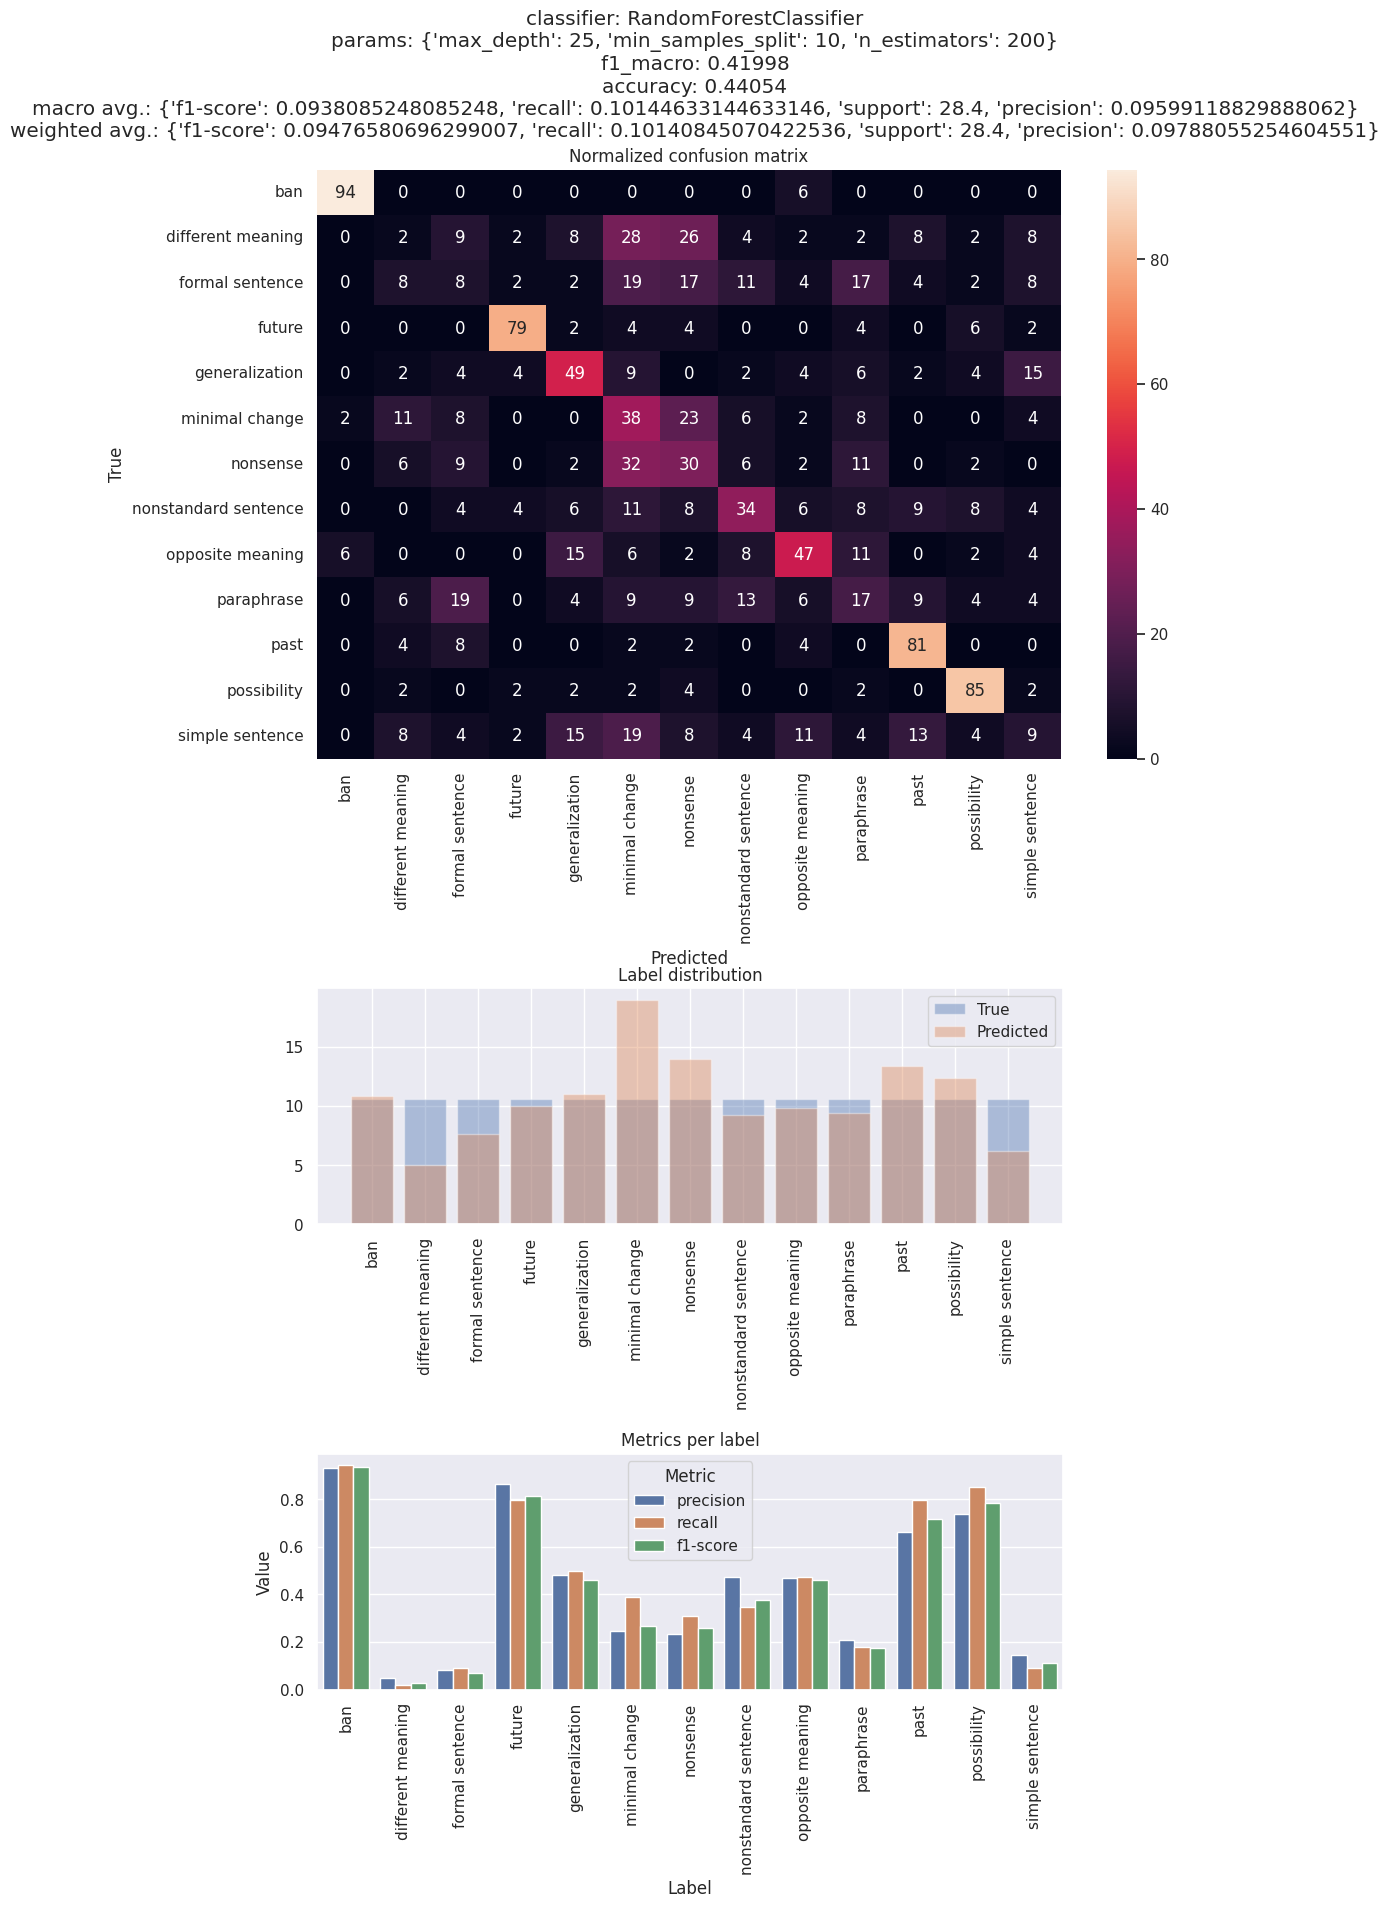 classifier: RandomForestClassifier
params: {'max_depth': 25, 'min_samples_split': 10, 'n_estimators': 200}
f1_macro: 0.41998
accuracy: 0.44054
macro avg.: {'f1-score': 0.0938085248085248, 'recall': 0.10144633144633146, 'support': 28.4, 'precision': 0.09599118829888062}
weighted avg.: {'f1-score': 0.09476580696299007, 'recall': 0.10140845070422536, 'support': 28.4, 'precision': 0.09788055254604551}
Normalized confusion matrix
True
ban 94 0 0 0 0 0 0 0 6 0 0 0 0
different meaning 0 2 9 2 8 28 26 4 2 2 8 2 8
formal sentence 0 8 8 2 2 19 17 11 4 17 4 2 8
future 0 0 0 79 2 4 4 0 0 4 0 6 2
generalization 0 2 4 4 49 9 0 2 4 6 2 4 15
minimal change 2 11 8 0 0 38 23 6 2 8 0 0 4
nonsense 0 6 9 0 2 32 30 6 2 11 0 2 0
nonstandard sentence 0 0 4 4 6 11 8 34 6 8 9 8 4
opposite meaning 6 0 0 0 15 6 2 8 47 11 0 2 4
paraphrase 0 6 19 0 4 9 9 13 6 17 9 4 4
past 0 4 8 0 0 2 2 0 4 0 81 0 0
possibility 0 2 0 2 2 2 4 0 0 2 0 85 2
simple sentence 0 8 4 2 15 19 8 4 11 4 13 4 9
80
60
40
20
0
ban
different meaning
formal sentence
future
generalization
minimal change
nonsense
nonstandard sentence
opposite meaning
paraphrase
past
possibility
simple sentence
Predicted
Label distribution
True
Predicted
15
10
5
0
ban
different meaning
formal sentence
future
generalization
minimal change
nonsense
nonstandard sentence
opposite meaning
paraphrase
past
possibility
simple sentence
Metrics per label
Metric
precision
recall
f1-score
Value
0.8
0.6
0.4
0.2
0.0
ban
different meaning
formal sentence
future
generalization
minimal change
nonsense
nonstandard sentence
opposite meaning
paraphrase
past
possibility
simple sentence
Label